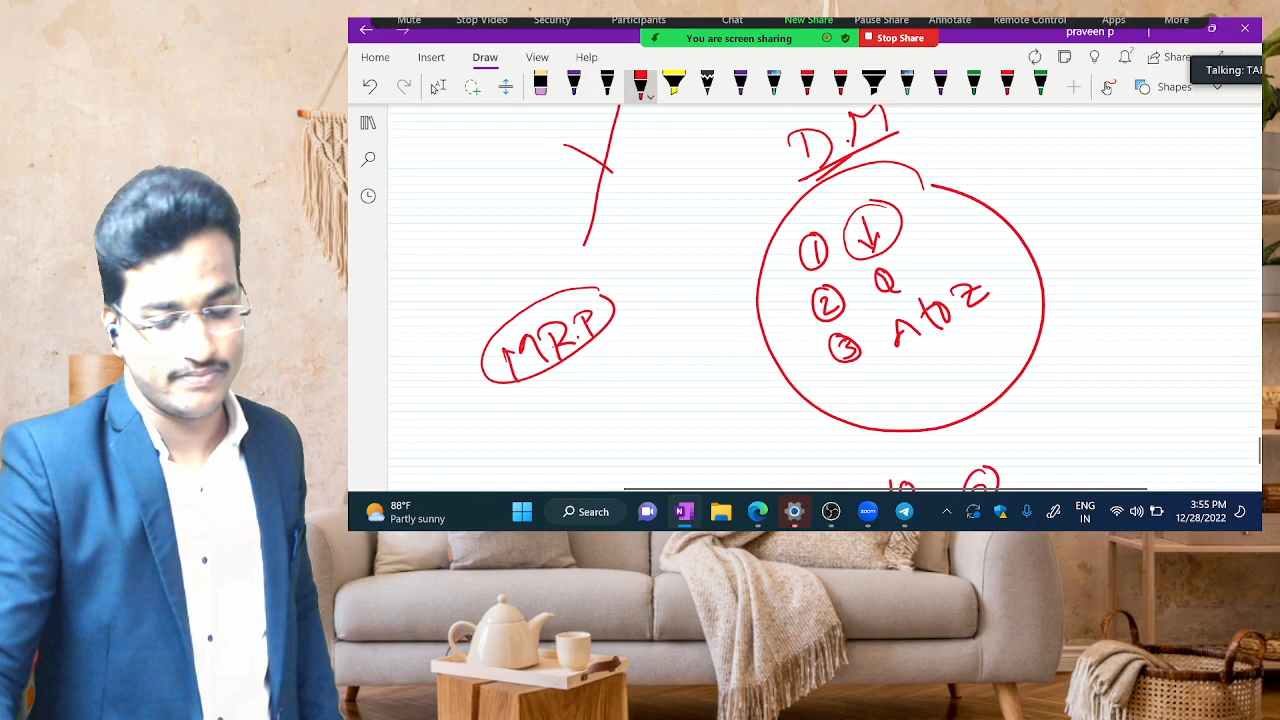 Mute Stop Video Security Participants Chat New Share Pause Share Annotate Remote Control Apps More
You are screen sharing Stop Share
praveen p
Home Insert Draw View Help
Share
Talking: TA
Shapes
D.M
1
2 Q
3 A to Z
M.R.P
10
88°F
Partly sunny
Search
zoom
ENG
IN
3:55 PM
12/28/2022